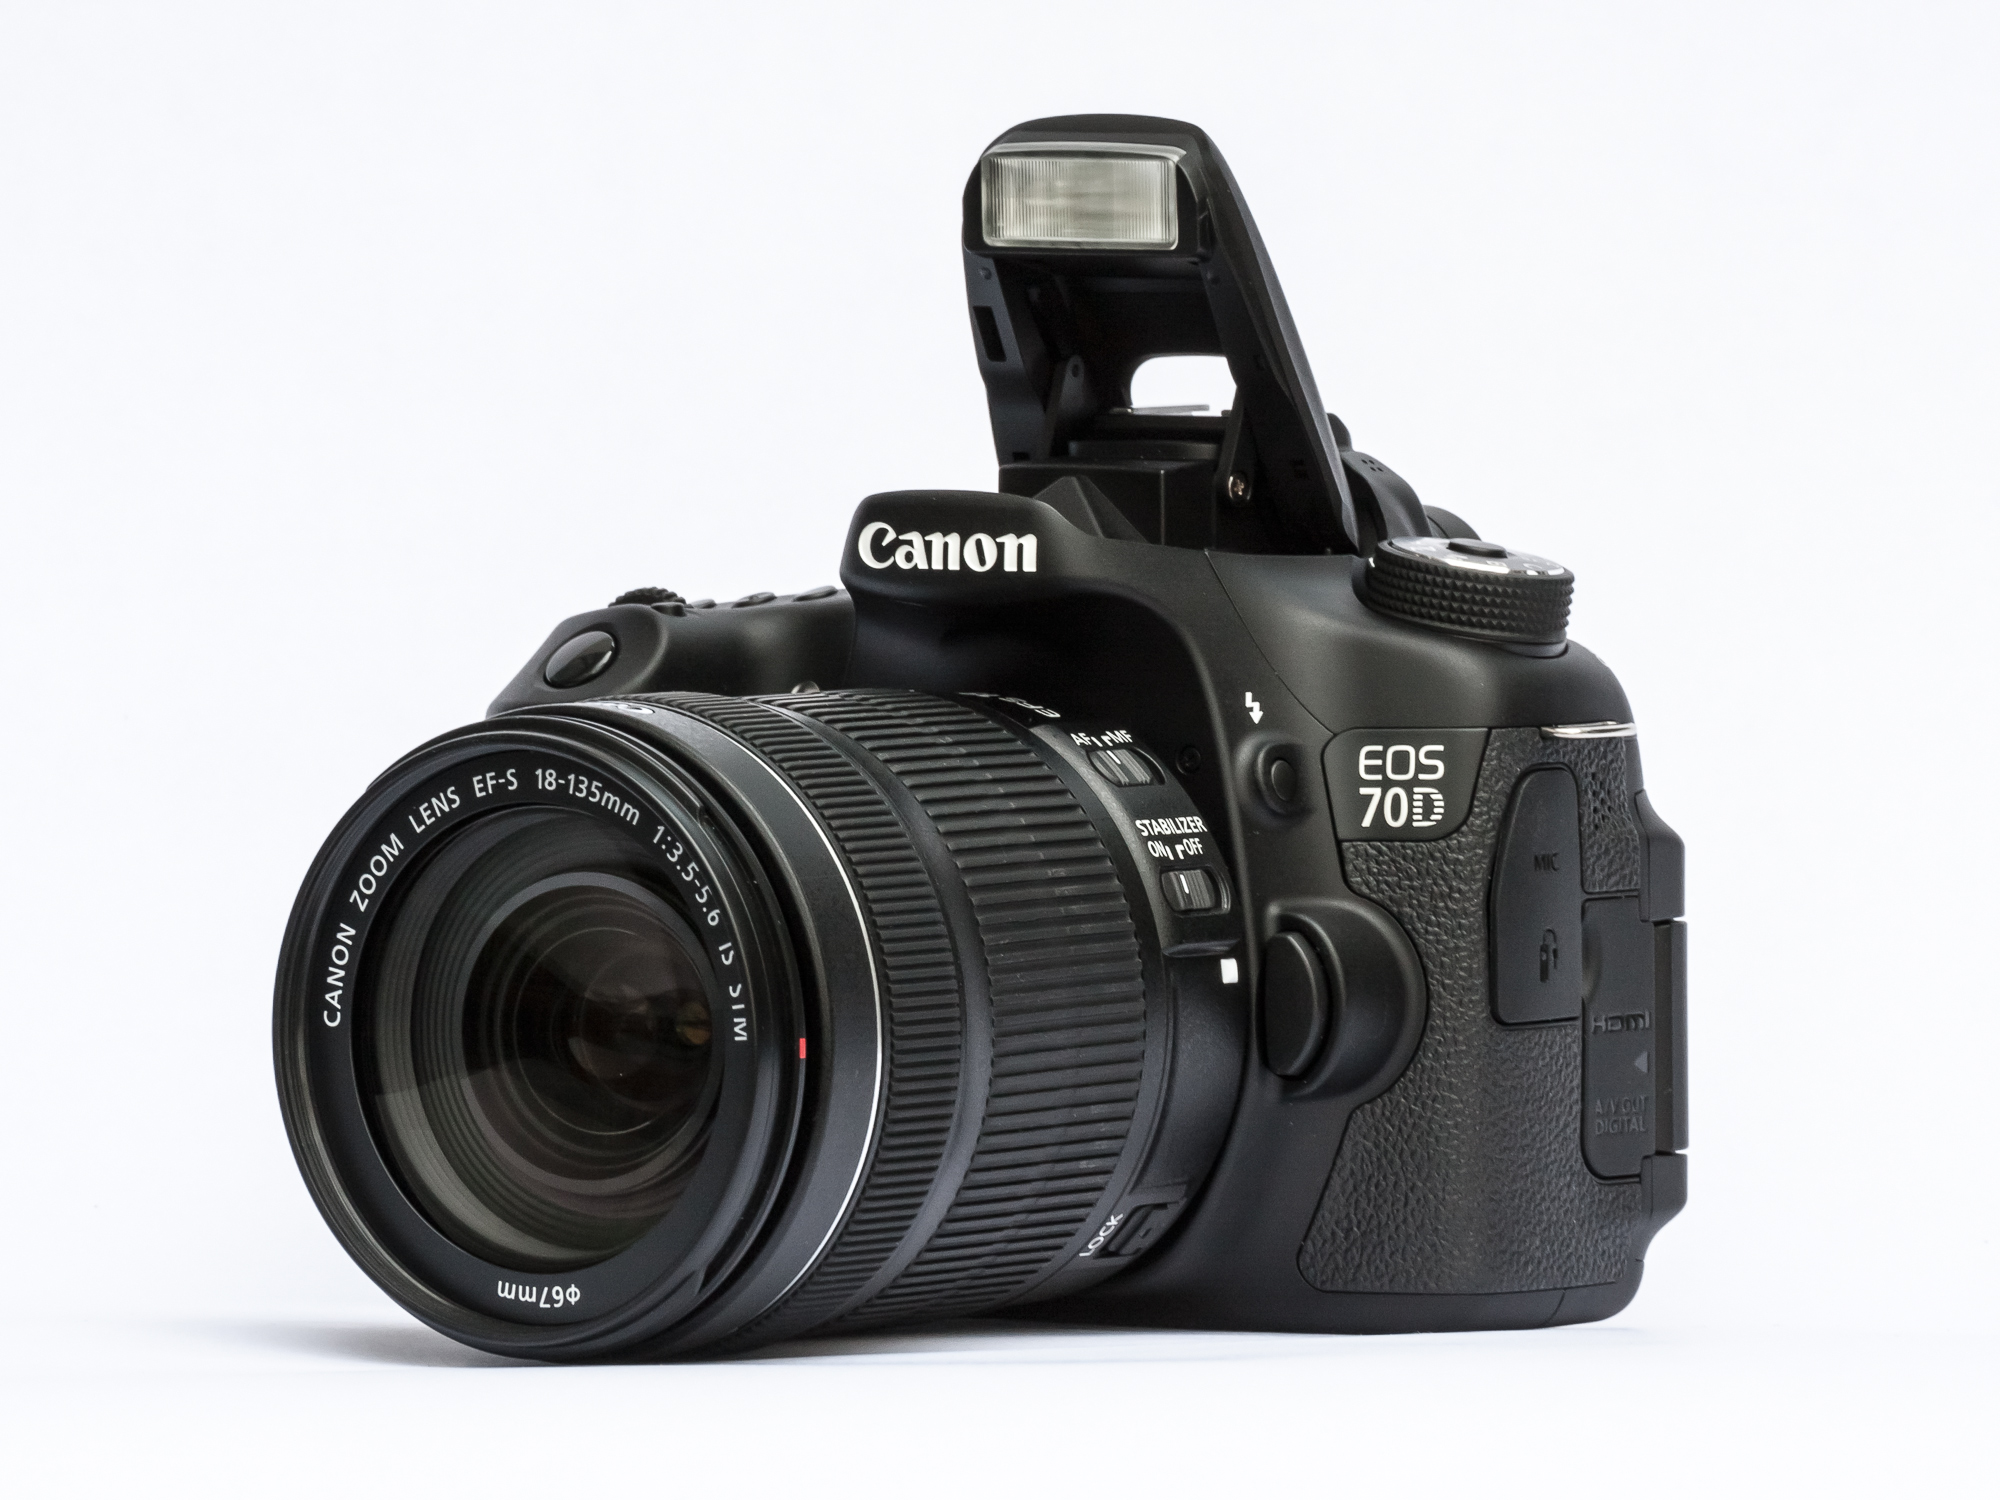 Canon
EOS
70D
AF MF
STABILIZER
ON OFF
CANON ZOOM LENS EF-S 18-135mm 1:3.5-5.6 IS STM
MIC
HDMI
A/V OUT
DIGITAL
LOCK
φ67mm